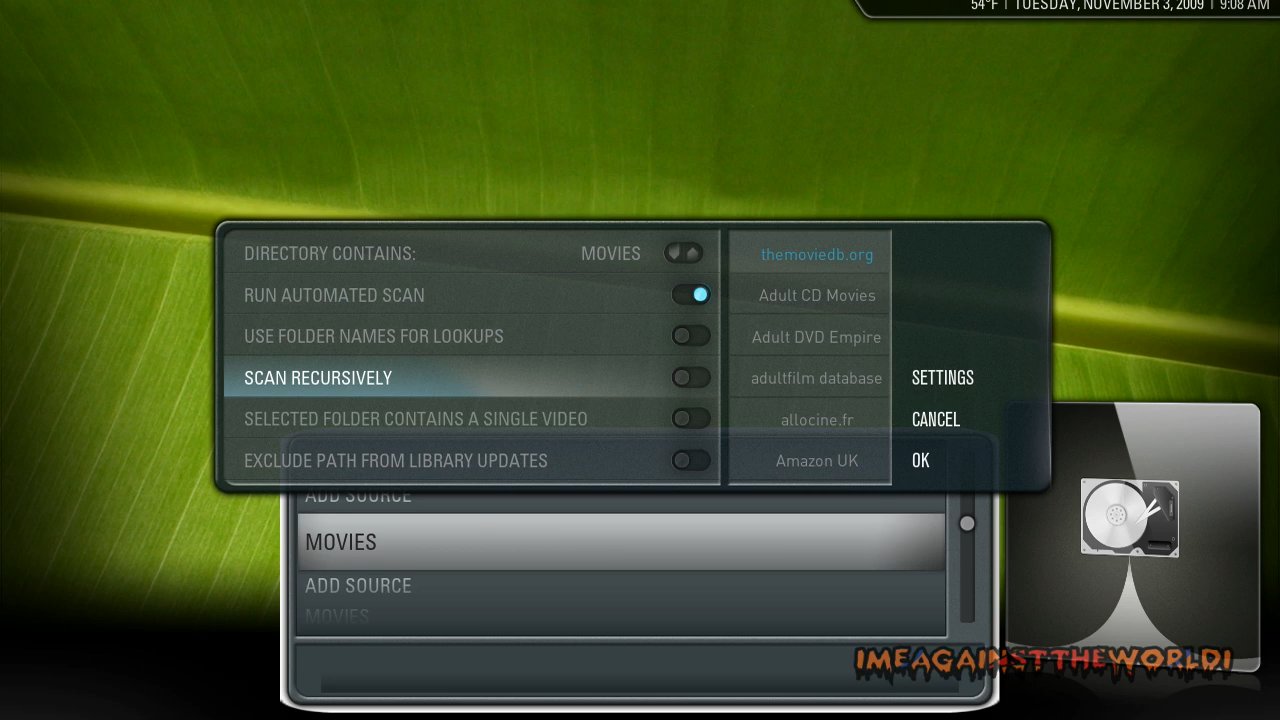 54°F | TUESDAY, NOVEMBER 3, 2009 | 9:08 AM
DIRECTORY CONTAINS: MOVIES
RUN AUTOMATED SCAN
USE FOLDER NAMES FOR LOOKUPS
SCAN RECURSIVELY
SELECTED FOLDER CONTAINS A SINGLE VIDEO
EXCLUDE PATH FROM LIBRARY UPDATES
themoviedb.org
Adult CD Movies
Adult DVD Empire
adultfilm database
allocine.fr
Amazon UK
SETTINGS
CANCEL
OK
ADD SOURCE
MOVIES
ADD SOURCE
MOVIES
IMEAGAINSTTHEWORLD!